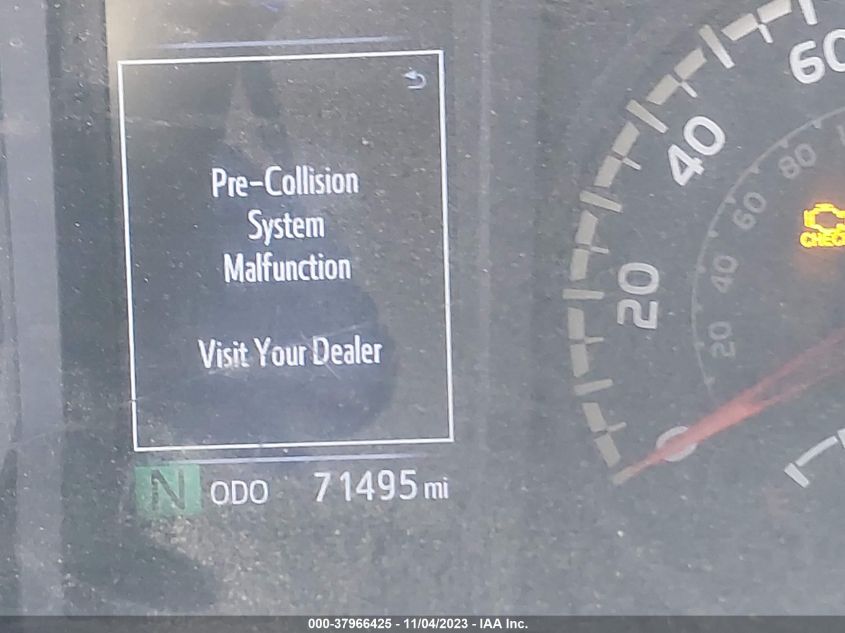 Pre-Collision
System
Malfunction
Visit Your Dealer
N ODO 71495 mi
60
40
20
0
80
60
40
20
CHECK
000-37966425 - 11/04/2023 - IAA Inc.